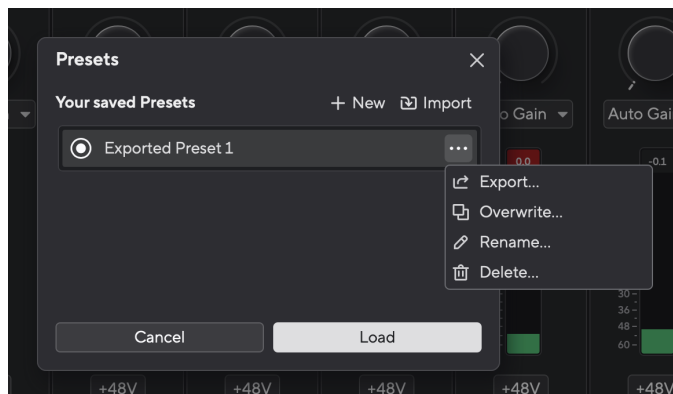 Presets
Your saved Presets
+ New
Import
Exported Preset 1
Export...
Overwrite...
Rename...
Delete...
Cancel
Load
o Gain
Auto Gai
0.0
-0.1
30
36
48
60
+48V
+48V
+48V
+48V
+48V